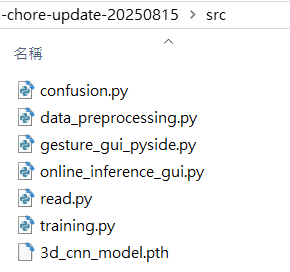 -chore-update-20250815 > src
名稱
confusion.py
data_preprocessing.py
gesture_gui_pyside.py
online_inference_gui.py
read.py
training.py
3d_cnn_model.pth